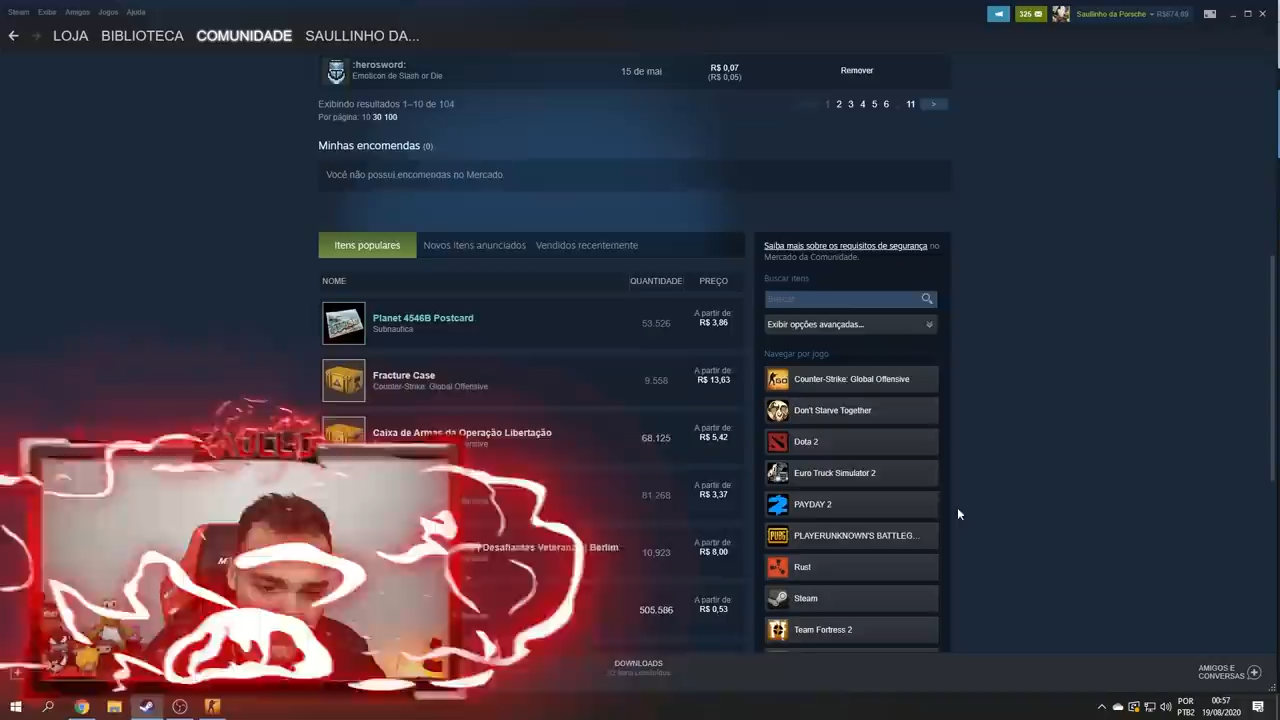 Steam Exibir Amigos Jogos Ajuda
325
Saullinho da Porsche
R$674,89
LOJA BIBLIOTECA COMUNIDADE SAULLINHO DA...
:herosword:
Emoticon de Slash or Die
15 de mai
R$ 0,07
(R$ 0,05)
Remover
Exibindo resultados 1–10 de 104
1 2 3 4 5 6 ... 11 >
Por página: 10 30 100
Minhas encomendas (0)
Você não possui encomendas no Mercado
Itens populares Novos itens anunciados Vendidos recentemente
NOME QUANTIDADE PREÇO
Planet 4546B Postcard
Subnautica
53.526
A partir de:
R$ 3,86
Fracture Case
Counter-Strike: Global Offensive
9.558
A partir de:
R$ 13,63
Caixa de Armas da Operação Libertação
68.125
A partir de:
R$ 5,42
81.268
A partir de:
R$ 3,37
| Desafiantes Veteranos | Berlim
10.923
A partir de:
R$ 8,00
505.586
A partir de:
R$ 0,53
Saiba mais sobre os requisitos de segurança no
Mercado da Comunidade.
Buscar itens
Buscar
Exibir opções avançadas...
Navegar por jogo
Counter-Strike: Global Offensive
Don't Starve Together
Dota 2
Euro Truck Simulator 2
PAYDAY 2
PLAYERUNKNOWN'S BATTLEG...
Rust
Steam
Team Fortress 2
DOWNLOADS
AMIGOS E
CONVERSAS
POR
PTB2
00:57
19/08/2020